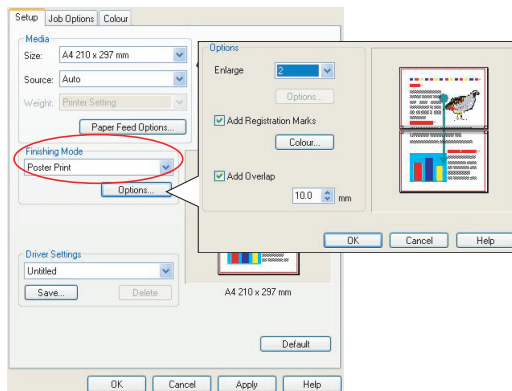 Setup
Job Options
Colour
Media
Size:
A4 210 x 297 mm
Source:
Auto
Weight:
Printer Setting
Paper Feed Options...
Finishing Mode
Poster Print
Options...
Driver Settings
Untitled
Save...
Delete
A4 210 x 297 mm
Default
OK
Cancel
Apply
Help
Options
Enlarge
2
Options...
Add Registration Marks
Colour...
Add Overlap
10.0
mm
OK
Cancel
Help